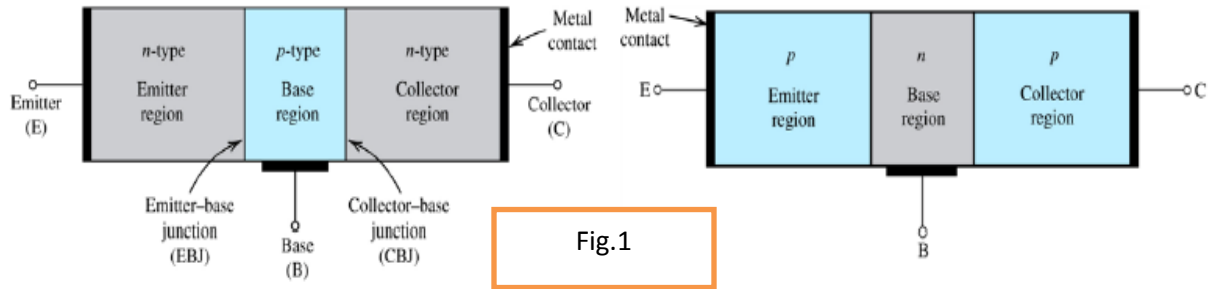 n-type
Emitter
region
p-type
Base
region
n-type
Collector
region
Metal
contact
Emitter
(E)
Collector
(C)
Emitter–base
junction
(EBJ)
Base
(B)
Collector–base
junction
(CBJ)
Fig.1
Metal
contact
E
p
Emitter
region
n
Base
region
p
Collector
region
C
B